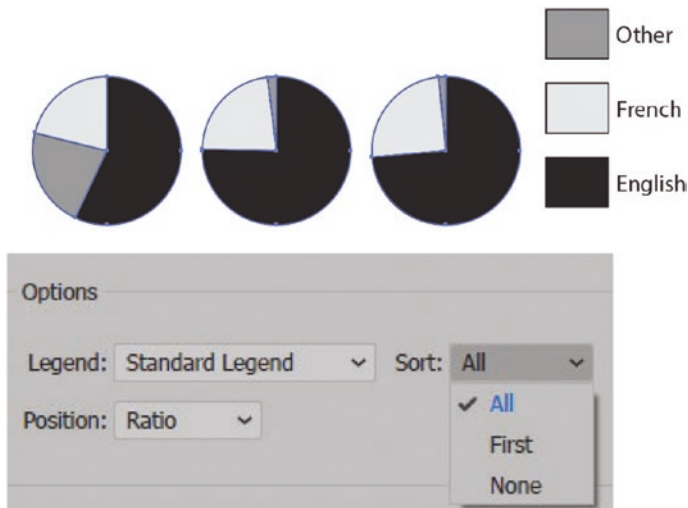 Other
French
English
Options
Legend: Standard Legend Sort: All
Position: Ratio
All
First
None